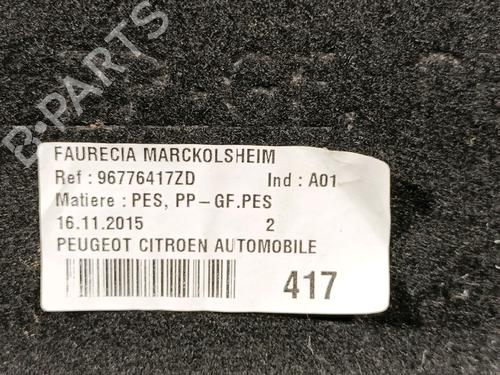 B-PARTS
FAURECIA MARCKOLSHEIM
Ref : 96776417ZD Ind : A01
Matiere : PES, PP-GF.PES
16.11.2015 2
PEUGEOT CITROEN AUTOMOBILE
417